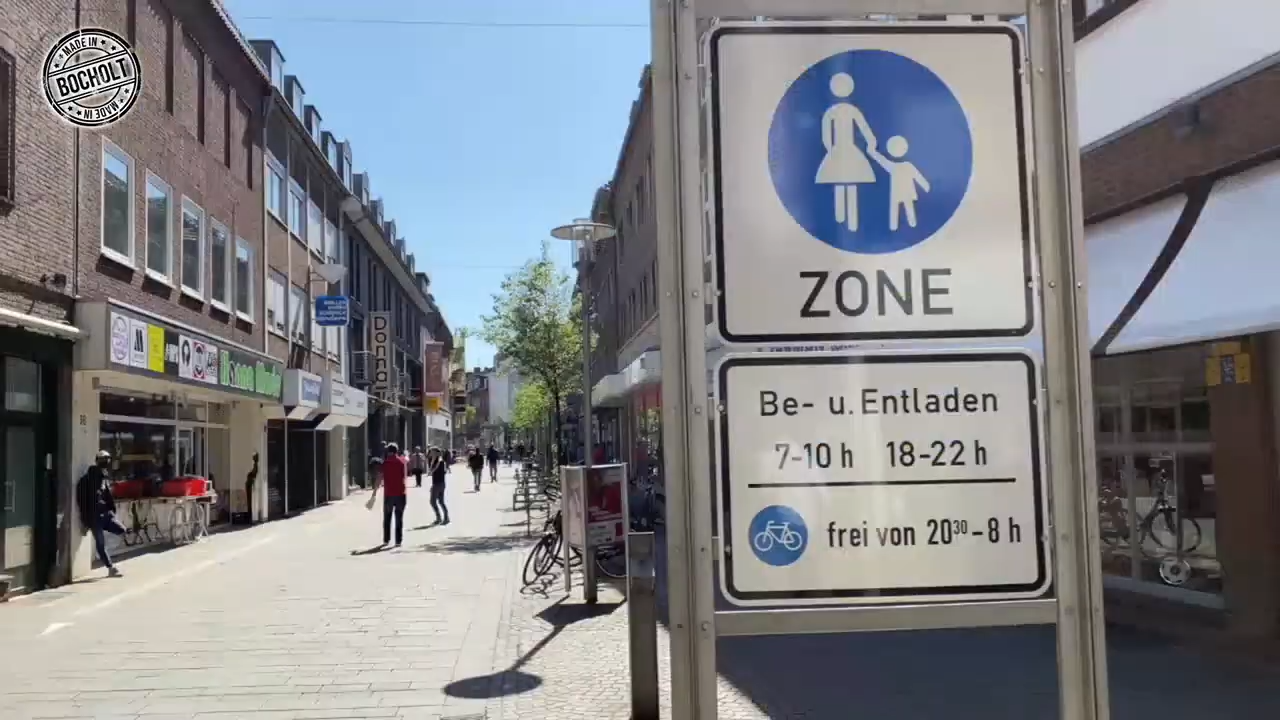 MADE IN
BOCHOLT
MADE IN
Donna
ZONE
Be- u. Entladen
7-10 h 18-22 h
frei von 20³⁰-8 h